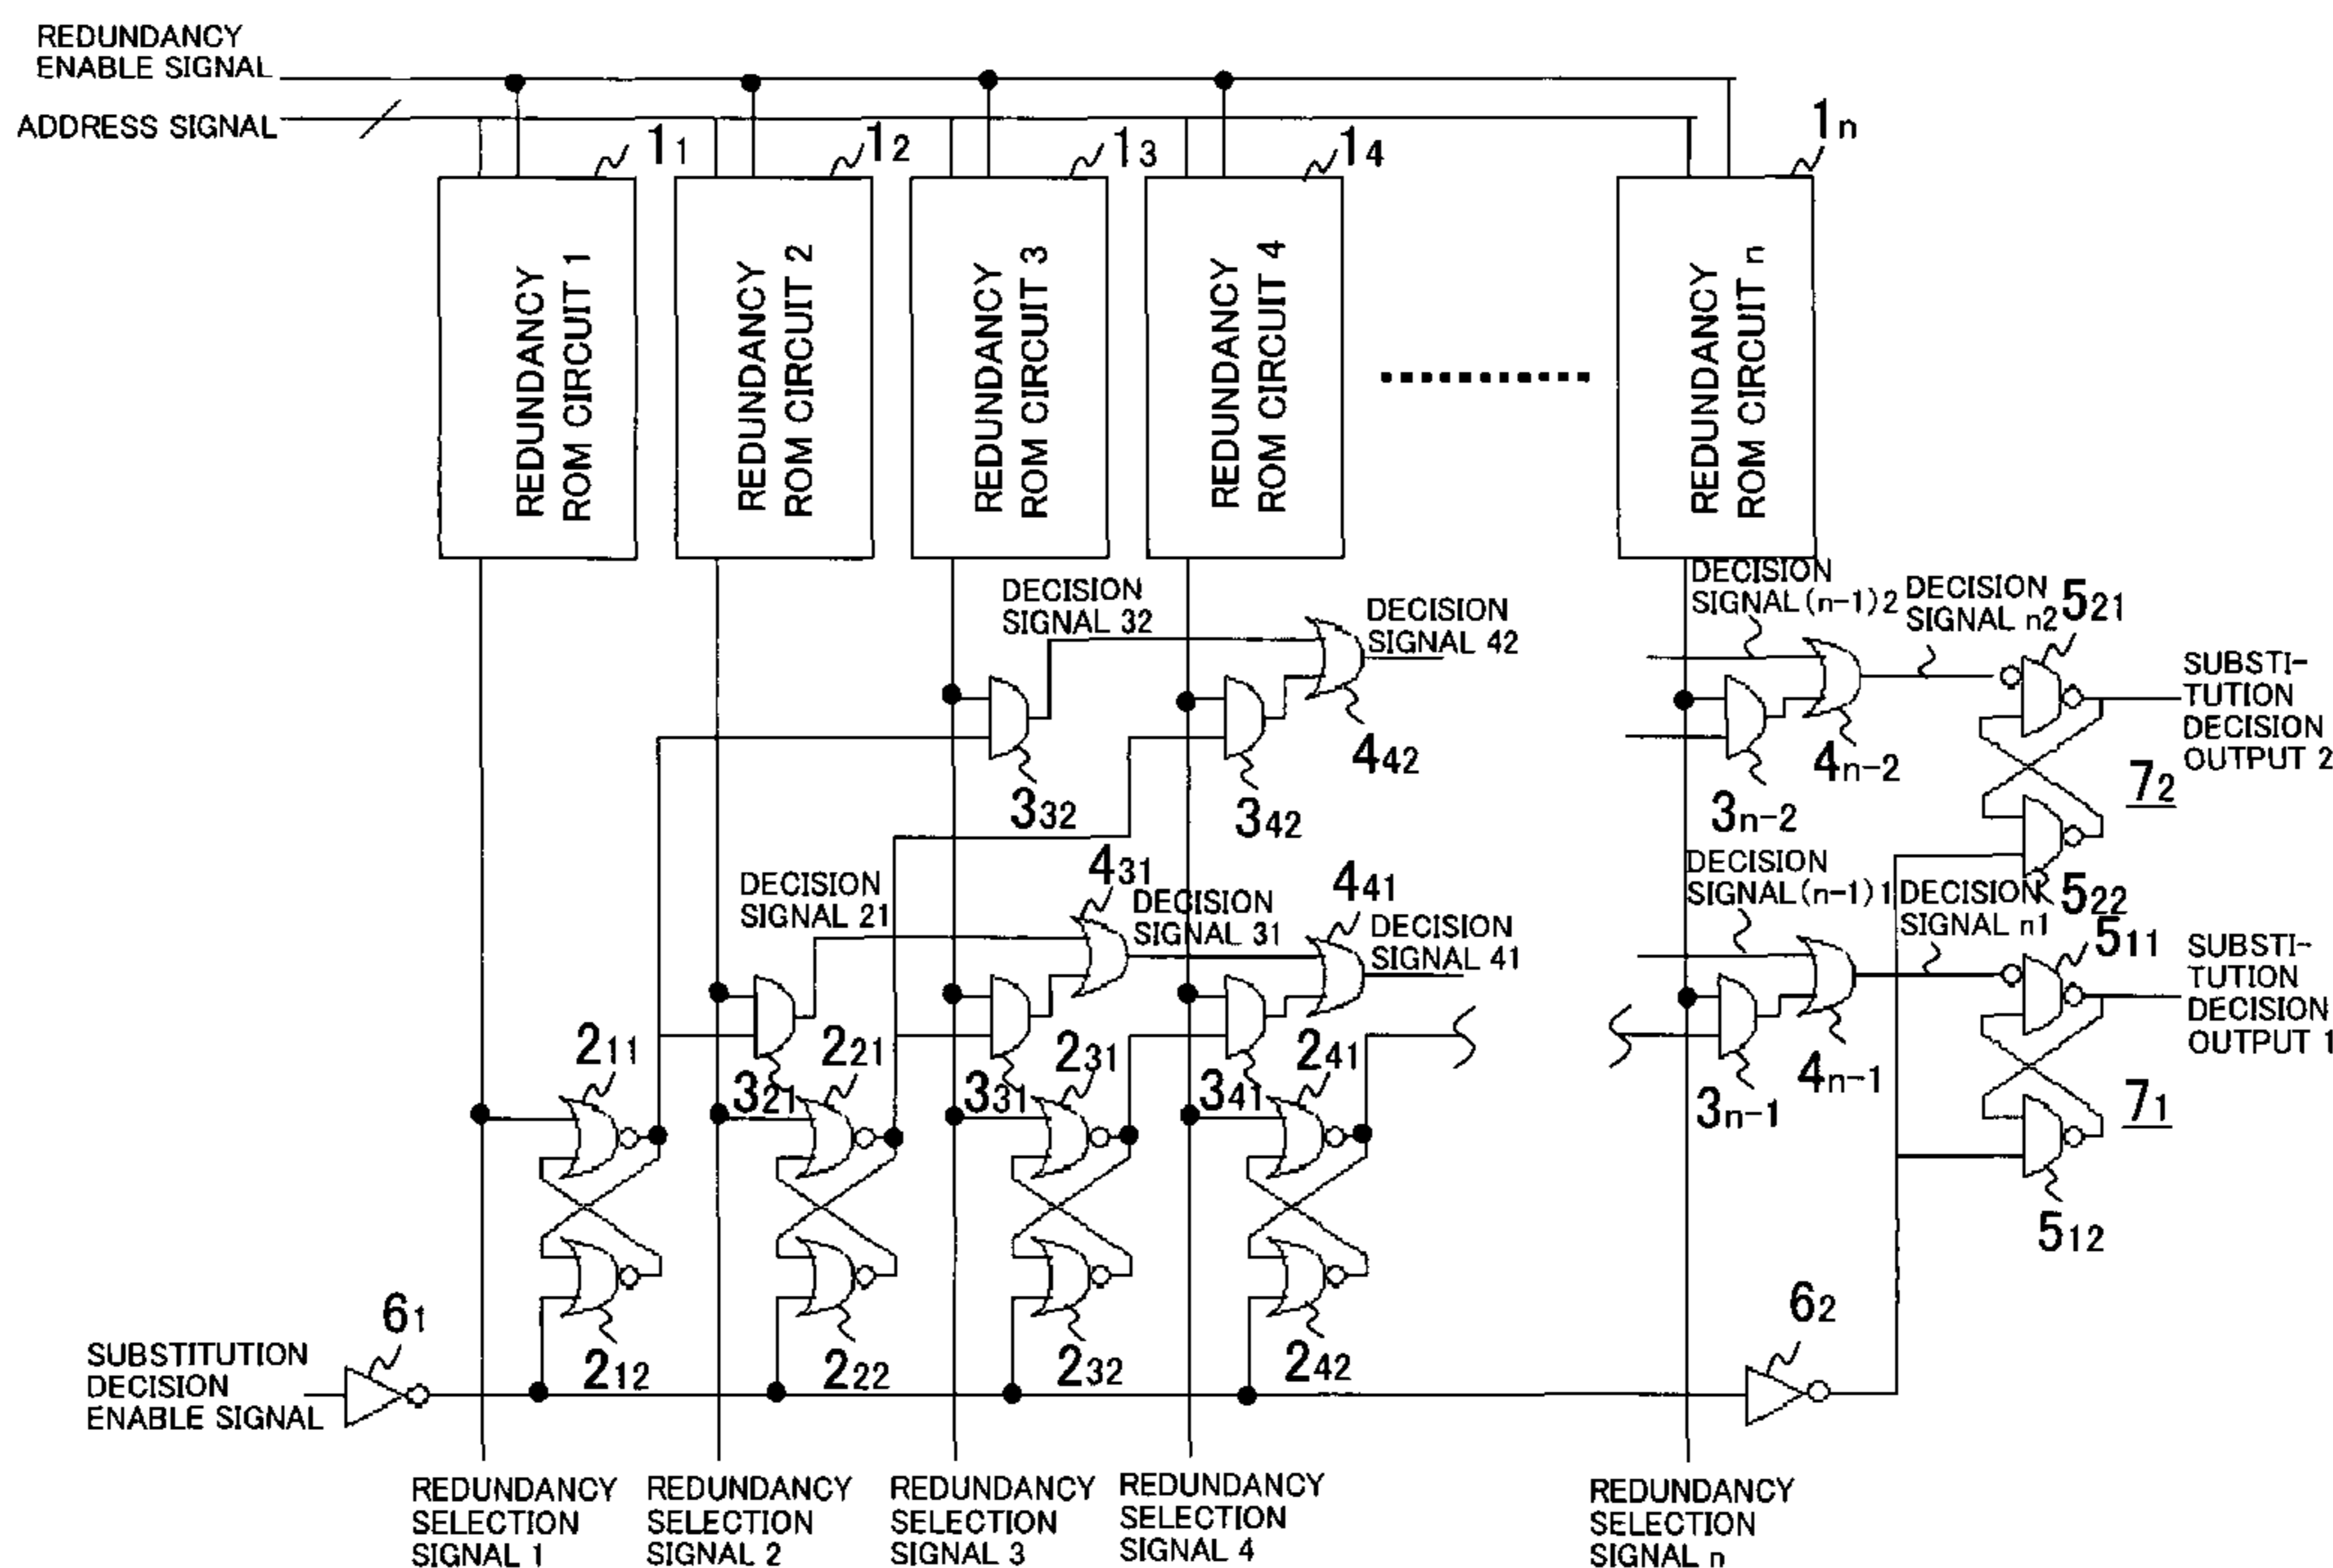 REDUNDANCY
ENABLE SIGNAL
ADDRESS SIGNAL
11
12
13
14
1n
REDUNDANCY
ROM CIRCUIT 1
REDUNDANCY
ROM CIRCUIT 2
REDUNDANCY
ROM CIRCUIT 3
REDUNDANCY
ROM CIRCUIT 4
REDUNDANCY
ROM CIRCUIT n
DECISION
SIGNAL 32
DECISION
SIGNAL 42
DECISION
SIGNAL(n-1)2
DECISION
SIGNAL n2
521
SUBSTI-
TUTION
DECISION
OUTPUT 2
332
342
442
3n-2
4n-2
72
522
DECISION
SIGNAL 21
431
DECISION
SIGNAL 31
441
DECISION
SIGNAL 41
DECISION
SIGNAL(n-1)1
DECISION
SIGNAL n1
511
SUBSTI-
TUTION
DECISION
OUTPUT 1
211
321
221
331
231
341
241
3n-1
4n-1
71
512
61
212
222
232
242
62
SUBSTITUTION
DECISION
ENABLE SIGNAL
REDUNDANCY
SELECTION
SIGNAL 1
REDUNDANCY
SELECTION
SIGNAL 2
REDUNDANCY
SELECTION
SIGNAL 3
REDUNDANCY
SELECTION
SIGNAL 4
REDUNDANCY
SELECTION
SIGNAL n